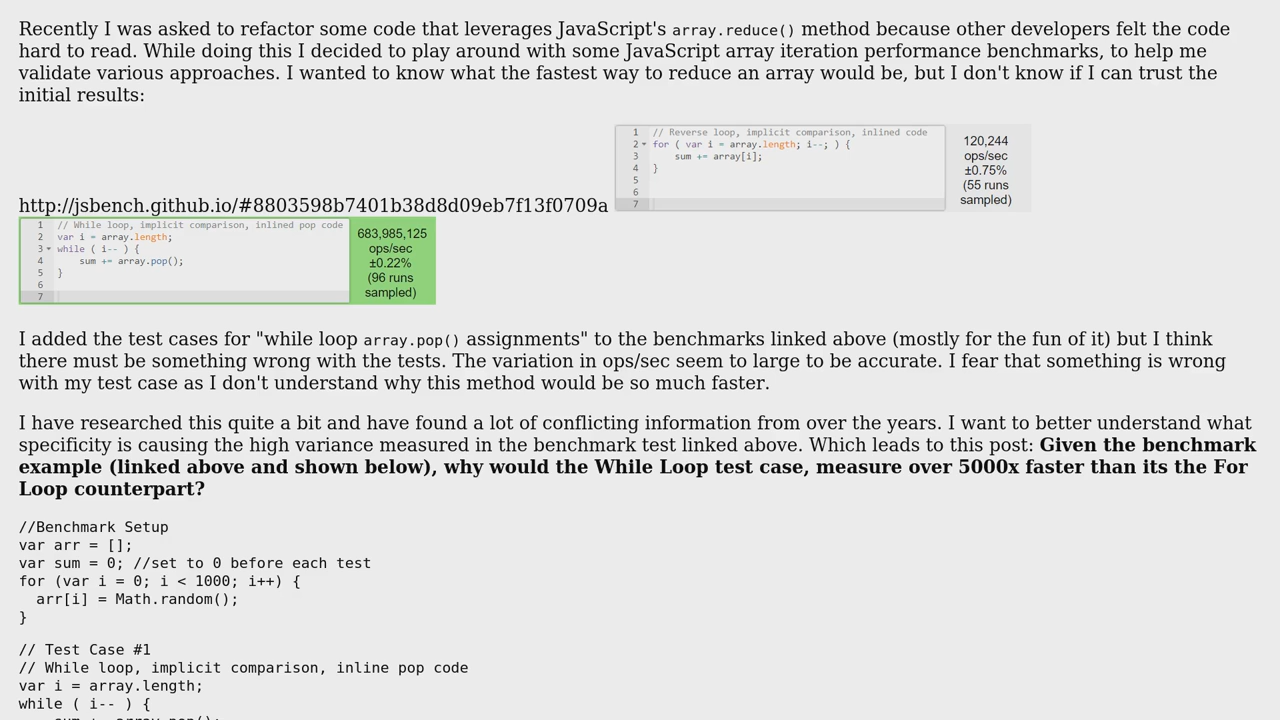 Recently I was asked to refactor some code that leverages JavaScript's array.reduce() method because other developers felt the code
hard to read. While doing this I decided to play around with some JavaScript array iteration performance benchmarks, to help me
validate various approaches. I wanted to know what the fastest way to reduce an array would be, but I don't know if I can trust the
initial results:
http://jsbench.github.io/#8803598b7401b38d8d09eb7f13f0709a
1 // Reverse loop, implicit comparison, inlined code
2 for ( var i = array.length; i--; ) {
3     sum += array[i];
4 }
5
6
7
120,244
ops/sec
±0.75%
(55 runs
sampled)
1 // While loop, implicit comparison, inlined pop code
2 var i = array.length;
3 while ( i-- ) {
4     sum += array.pop();
5 }
6
7
683,985,125
ops/sec
±0.22%
(96 runs
sampled)
I added the test cases for "while loop array.pop() assignments" to the benchmarks linked above (mostly for the fun of it) but I think
there must be something wrong with the tests. The variation in ops/sec seem to large to be accurate. I fear that something is wrong
with my test case as I don't understand why this method would be so much faster.
I have researched this quite a bit and have found a lot of conflicting information from over the years. I want to better understand what
specificity is causing the high variance measured in the benchmark test linked above. Which leads to this post: Given the benchmark
example (linked above and shown below), why would the While Loop test case, measure over 5000x faster than its the For
Loop counterpart?
//Benchmark Setup
var arr = [];
var sum = 0; //set to 0 before each test
for (var i = 0; i < 1000; i++) {
  arr[i] = Math.random();
}
// Test Case #1
// While loop, implicit comparison, inline pop code
var i = array.length;
while ( i-- ) {